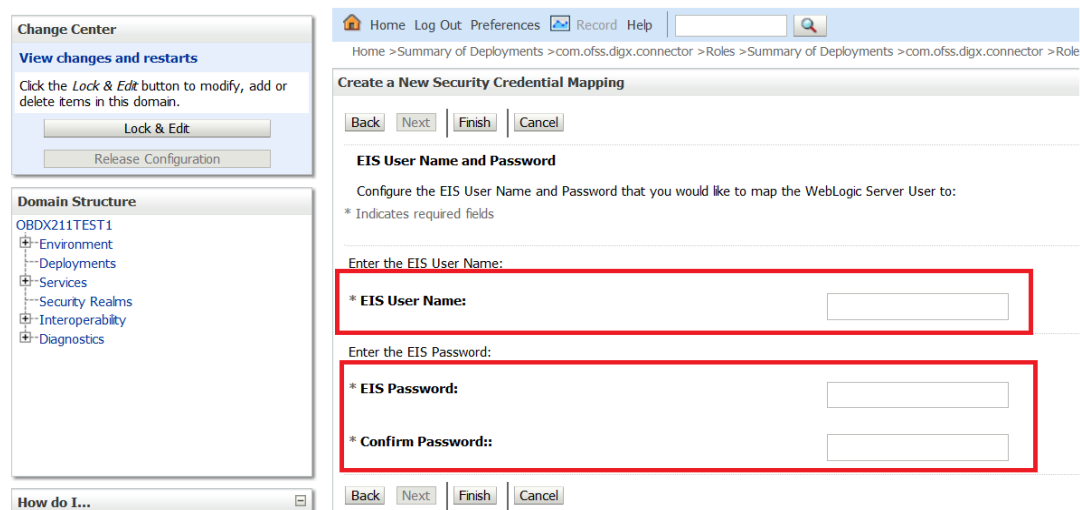 Change Center
View changes and restarts
Click the Lock & Edit button to modify, add or
delete items in this domain.
Lock & Edit
Release Configuration
Domain Structure
OBDX211TEST1
Environment
Deployments
Services
Security Realms
Interoperability
Diagnostics
How do I...
Home Log Out Preferences Record Help
Home >Summary of Deployments >com.ofss.digx.connector >Roles >Summary of Deployments >com.ofss.digx.connector >Role
Create a New Security Credential Mapping
Back Next Finish Cancel
EIS User Name and Password
Configure the EIS User Name and Password that you would like to map the WebLogic Server User to:
* Indicates required fields
Enter the EIS User Name:
* EIS User Name:
Enter the EIS Password:
* EIS Password:
* Confirm Password::
Back Next Finish Cancel